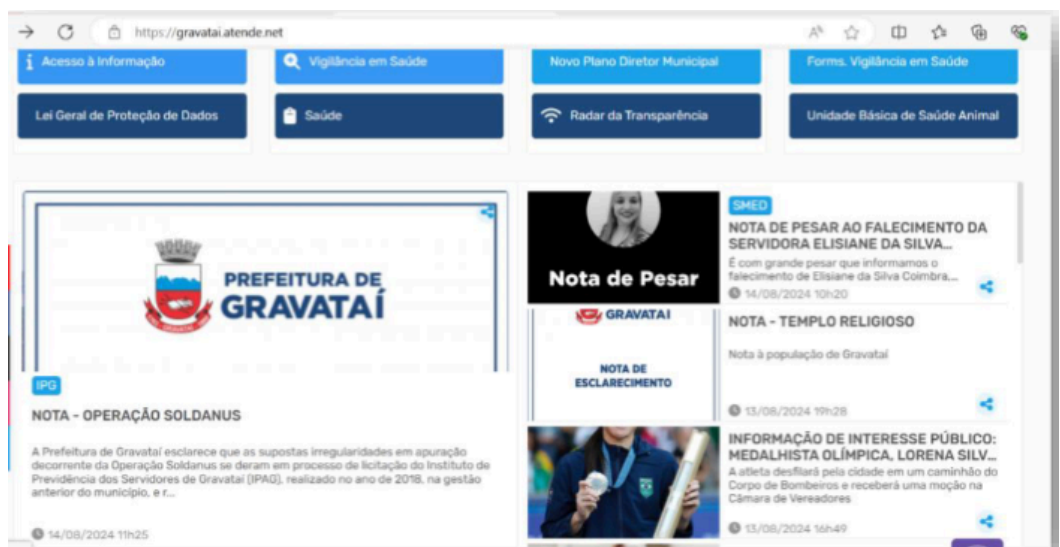 https://gravatai.atende.net
Acesso à Informação
Vigilância em Saúde
Novo Plano Diretor Municipal
Forms. Vigilância em Saúde
Lei Geral de Proteção de Dados
Saúde
Radar da Transparência
Unidade Básica de Saúde Animal
GRAVATAÍ
PREFEITURA DE
GRAVATAÍ
IPG
NOTA - OPERAÇÃO SOLDANUS
A Prefeitura de Gravataí esclarece que as supostas irregularidades em apuração
decorrente da Operação Soldanus se deram em processo de licitação do Instituto de
Previdência dos Servidores de Gravataí (IPAG), realizado no ano de 2018, na gestão
anterior do município, e r...
14/08/2024 11h25
Nota de Pesar
SMED
NOTA DE PESAR AO FALECIMENTO DA
SERVIDORA ELISIANE DA SILVA...
É com grande pesar que informamos o
falecimento de Elisiane da Silva Coimbra,...
14/08/2024 10h20
GRAVATAÍ
NOTA DE
ESCLARECIMENTO
NOTA - TEMPLO RELIGIOSO
Nota à população de Gravataí
13/08/2024 19h28
INFORMAÇÃO DE INTERESSE PÚBLICO:
MEDALHISTA OLÍMPICA, LORENA SILV...
A atleta desfilará pela cidade em um caminhão do
Corpo de Bombeiros e receberá uma moção na
Câmara de Vereadores
13/08/2024 16h49